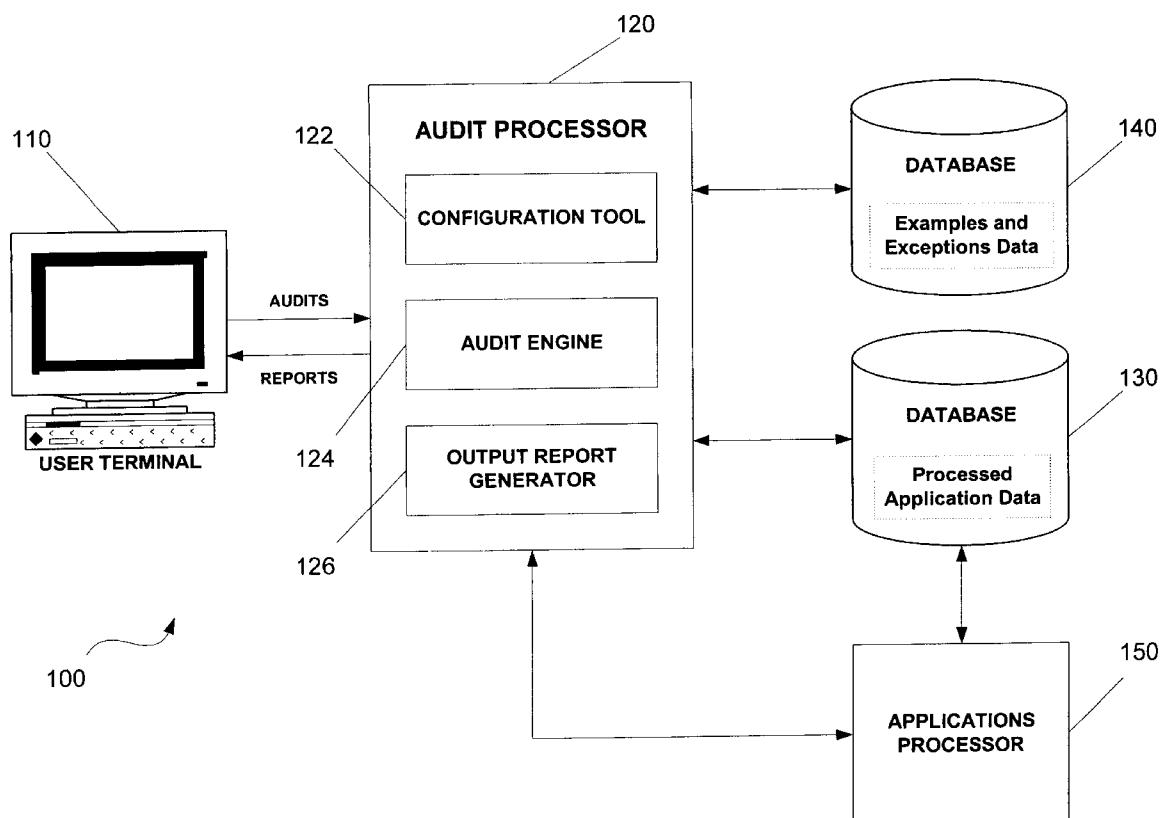 120
AUDIT PROCESSOR
122
CONFIGURATION TOOL
110
DATABASE
140
Examples and
Exceptions Data
AUDITS
AUDIT ENGINE
REPORTS
124
DATABASE
130
Processed
Application Data
OUTPUT REPORT
GENERATOR
USER TERMINAL
126
100
150
APPLICATIONS
PROCESSOR